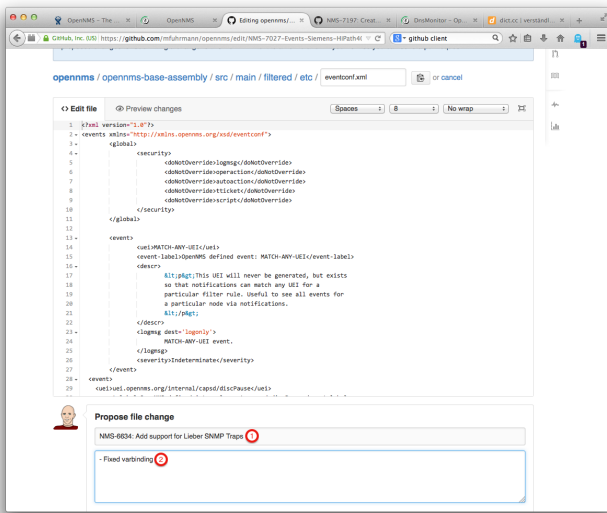 OpenNMS – The ...
OpenNMS
Editing opennms/...
NMS-7197: Creat...
DnsMonitor – Op...
dict.cc | verständli...
GitHub, Inc. (US) https://github.com/mfuhrmann/opennms/edit/NMS-7027-Events-Siemens-HiPath4(
github client
opennms / opennms-base-assembly / src / main / filtered / etc / eventconf.xml or cancel
<> Edit file Preview changes Spaces 8 No wrap
1 <?xml version="1.0"?>
2 <events xmlns="http://xmlns.opennms.org/xsd/eventconf">
3 <global>
4 <security>
5 <doNotOverride>logmsg</doNotOverride>
6 <doNotOverride>operaction</doNotOverride>
7 <doNotOverride>autoaction</doNotOverride>
8 <doNotOverride>tticket</doNotOverride>
9 <doNotOverride>script</doNotOverride>
10 </security>
11 </global>
12
13 <event>
14 <uei>MATCH-ANY-UEI</uei>
15 <event-label>OpenNMS defined event: MATCH-ANY-UEI</event-label>
16 <descr>
17 &lt;p&gt;This UEI will never be generated, but exists
18 so that notifications can match any UEI for a
19 particular filter rule. Useful to see all events for
20 a particular node via notifications.
21 &lt;/p&gt;
22 </descr>
23 <logmsg dest='logonly'>
24 MATCH-ANY-UEI event.
25 </logmsg>
26 <severity>Indeterminate</severity>
27 </event>
28 <event>
29 <uei>uei.opennms.org/internal/capsd/discPause</uei>
Propose file change
NMS-6634: Add support for Lieber SNMP Traps 1
- Fixed varbinding 2